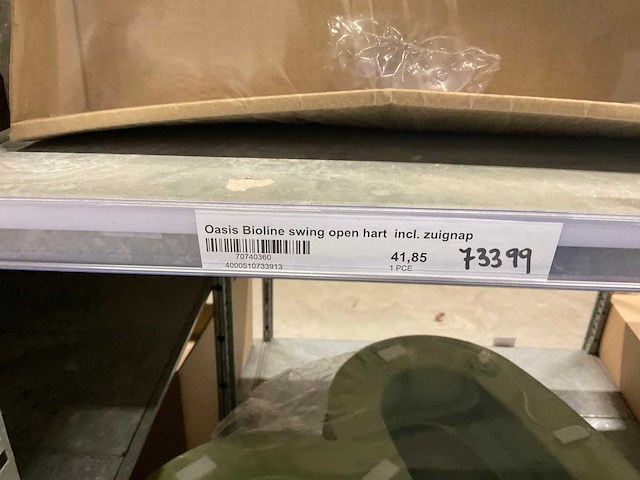 Oasis Bioline swing open hart incl. zuignap
70740360
4000510733913
41,85
1 PCE
73399